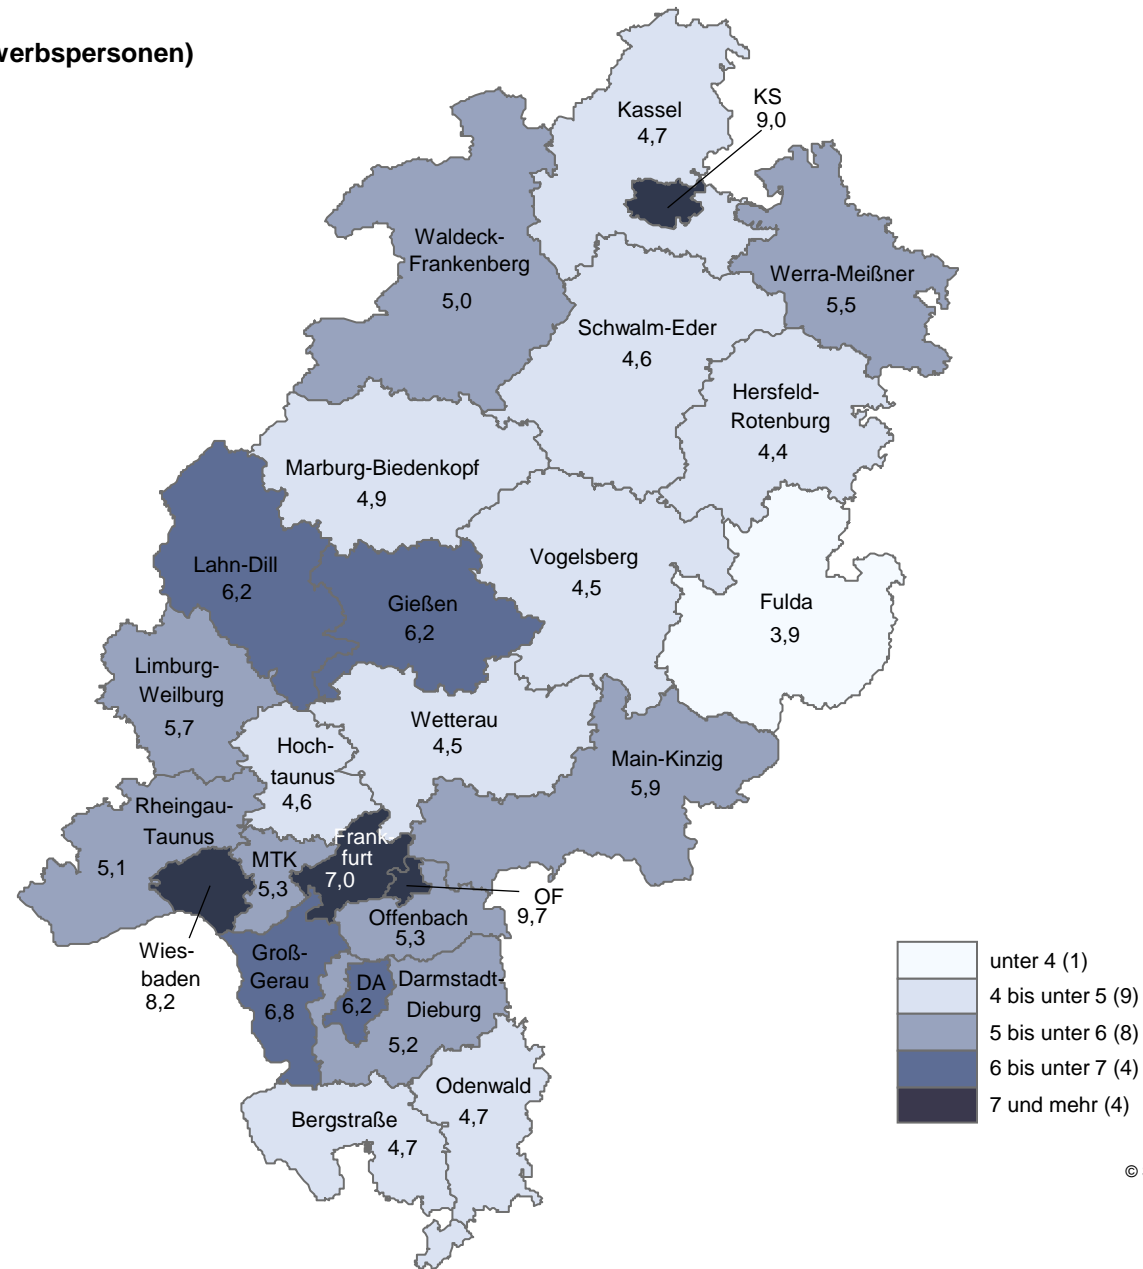 werbspersonen)
KS
9,0
Kassel
4,7
Waldeck-
Frankenberg
5,0
Werra-Meißner
5,5
Schwalm-Eder
4,6
Hersfeld-
Rotenburg
4,4
Marburg-Biedenkopf
4,9
Lahn-Dill
6,2
Gießen
6,2
Vogelsberg
4,5
Fulda
3,9
Limburg-
Weilburg
5,7
Wetterau
4,5
Hoch-
taunus
4,6
Main-Kinzig
5,9
Rheingau-
Taunus
5,1
MTK
5,3
Frank-
furt
7,0
OF
9,7
Offenbach
5,3
Wies-
baden
8,2
Groß-
Gerau
6,8
DA
6,2
Darmstadt-
Dieburg
5,2
Odenwald
4,7
Bergstraße
4,7
unter 4 (1)
4 bis unter 5 (9)
5 bis unter 6 (8)
6 bis unter 7 (4)
7 und mehr (4)
©